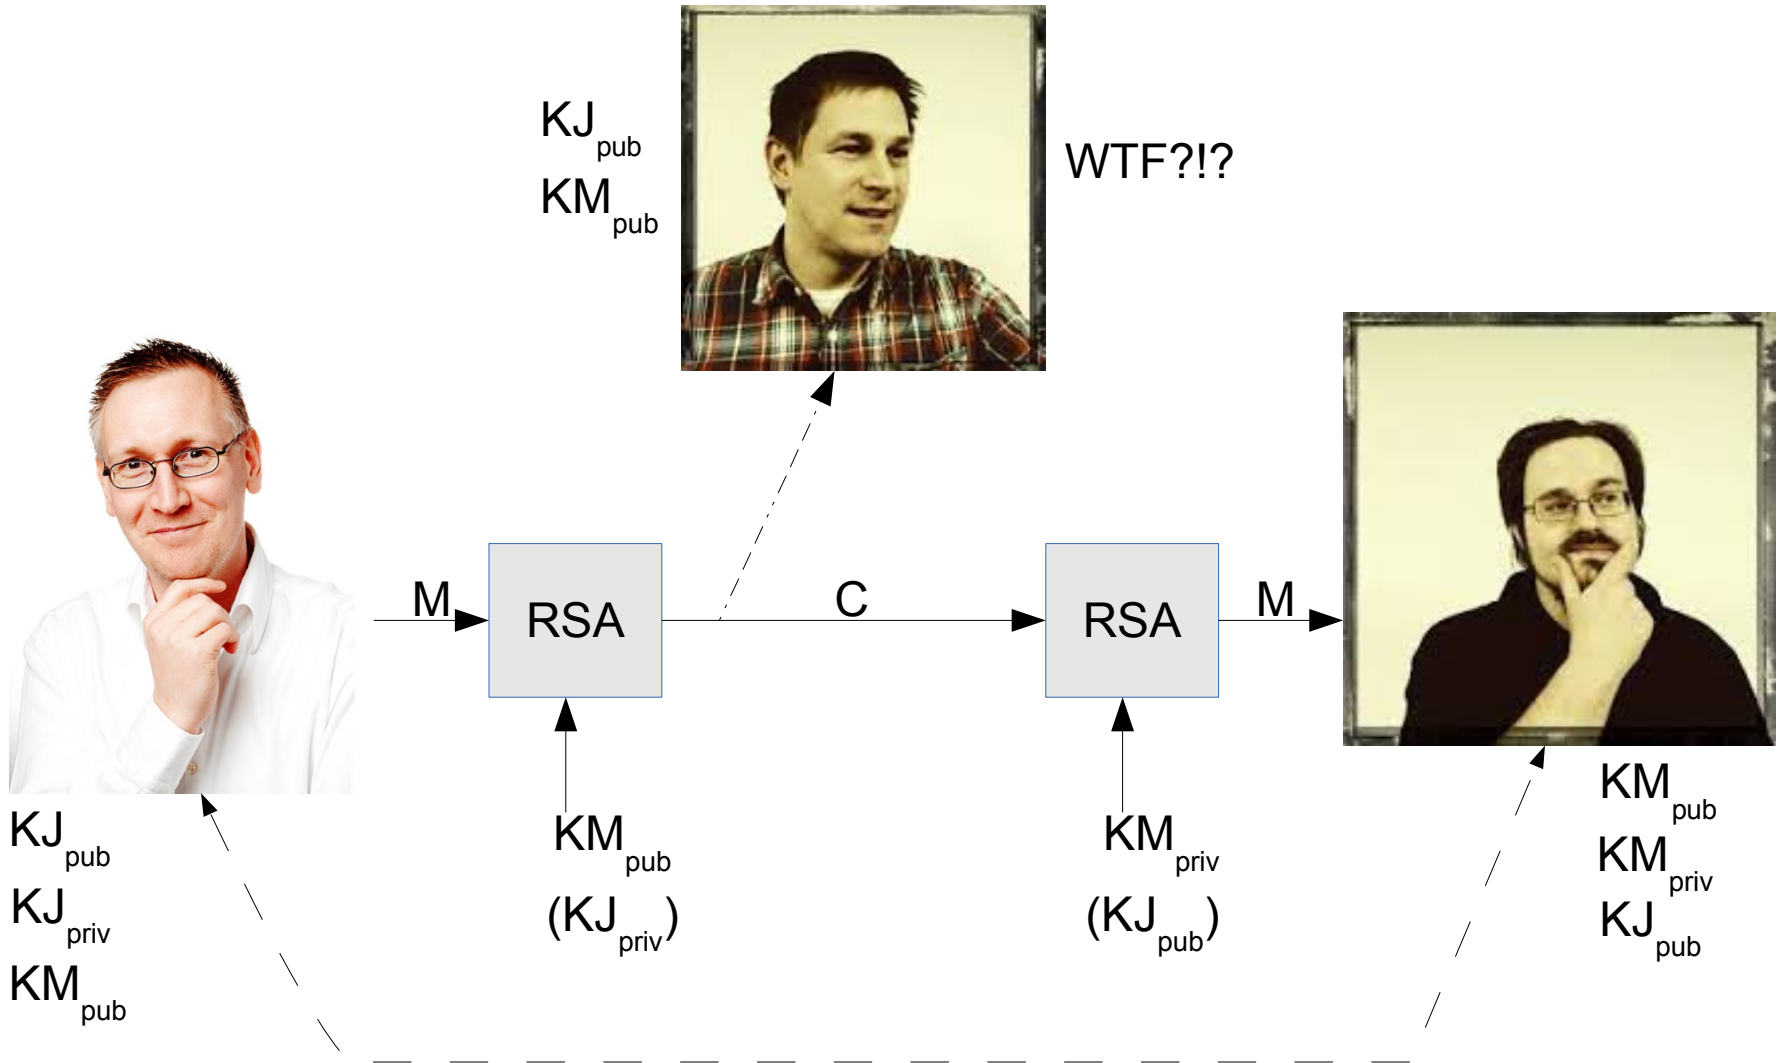 KJpub
KMpub
WTF?!?
M
RSA
C
RSA
M
KJpub
KJpriv
KMpub
KMpub
(KJpriv)
KMpriv
(KJpub)
KMpub
KMpriv
KJpub